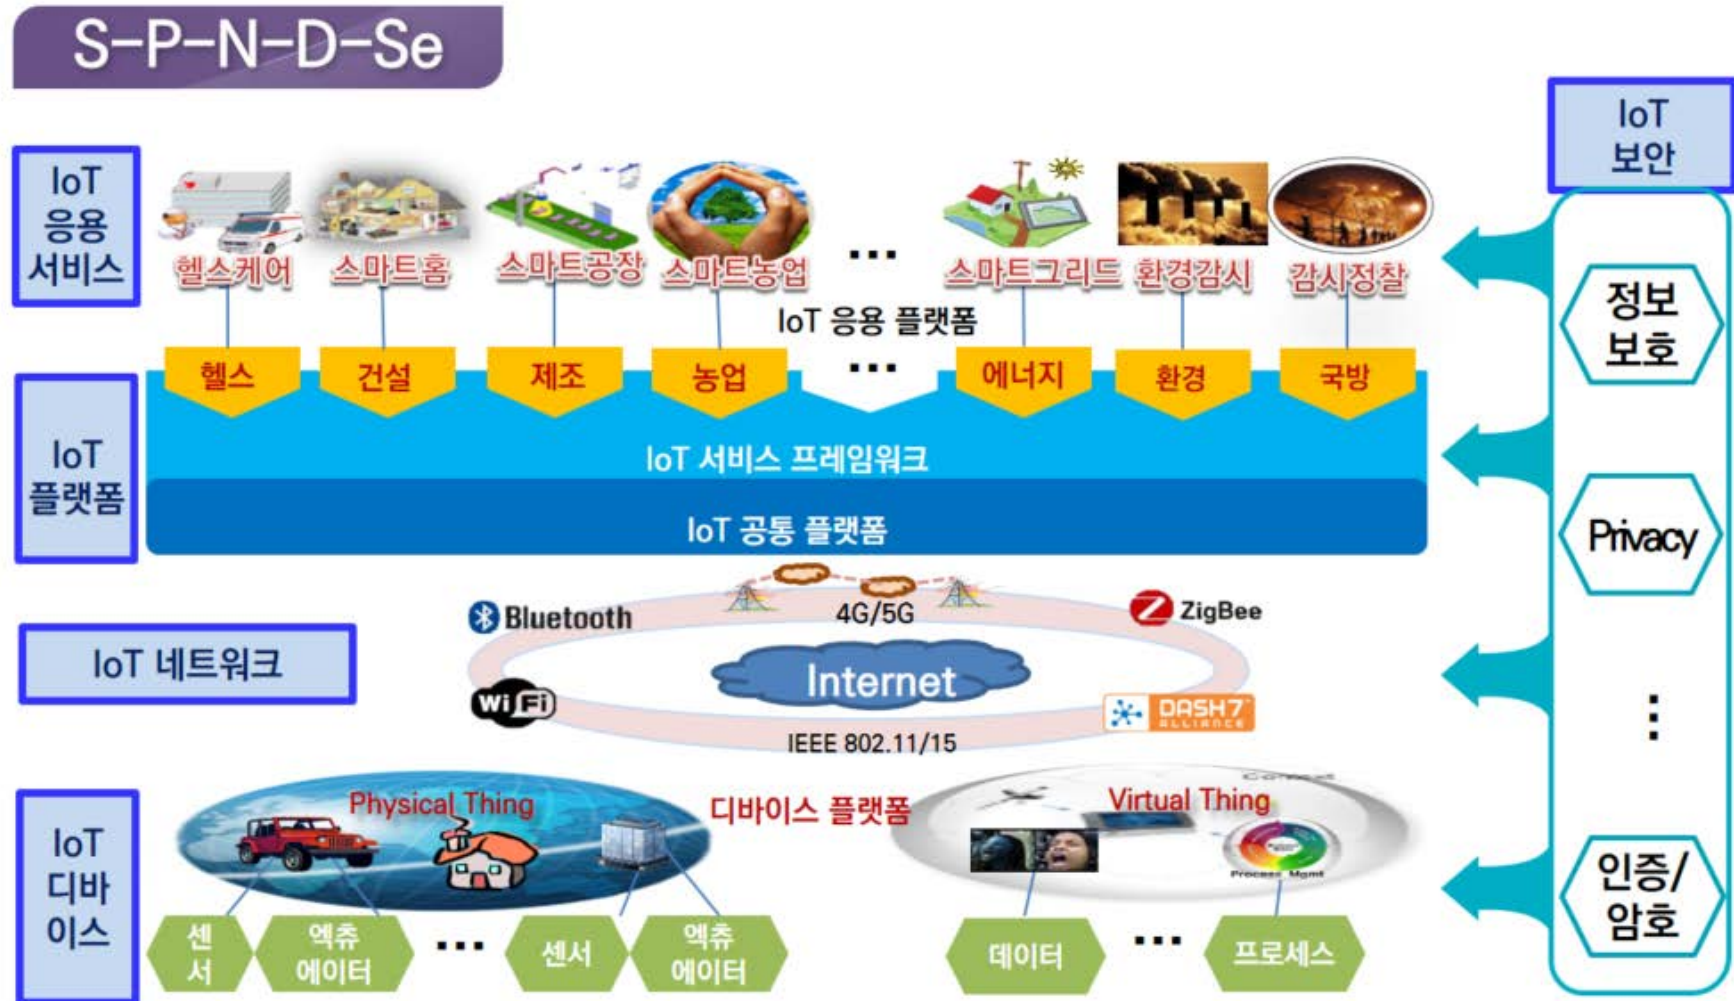 S-P-N-D-Se
IoT
보안
IoT
응용
서비스
헬스케어
스마트홈
스마트공장
스마트농업
...
스마트그리드
환경감시
감시정찰
IoT 응용 플랫폼
헬스
건설
제조
농업
...
에너지
환경
국방
IoT
플랫폼
IoT 서비스 프레임워크
IoT 공통 플랫폼
IoT 네트워크
Bluetooth
4G/5G
ZigBee
Internet
WiFi
DASH7
ALLIANCE
IEEE 802.11/15
IoT
디바
이스
Physical Thing
디바이스 플랫폼
Virtual Thing
Process Mgmt
센
서
엑츄
에이터
...
센서
엑츄
에이터
데이터
...
프로세스
정보
보호
Privacy
⋮
인증/
암호